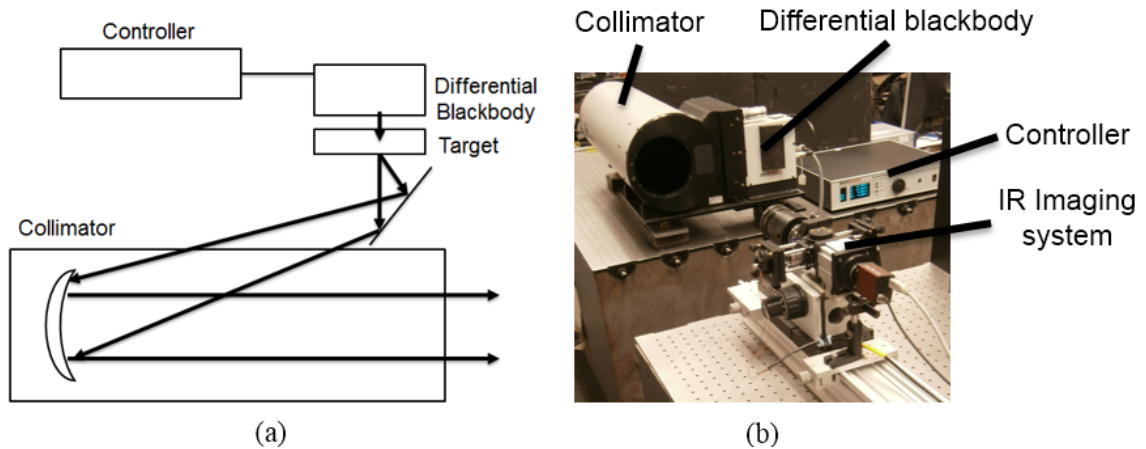 Controller
Differential
Blackbody
Target
Collimator
(a)
Collimator
Differential blackbody
Controller
IR Imaging
system
(b)